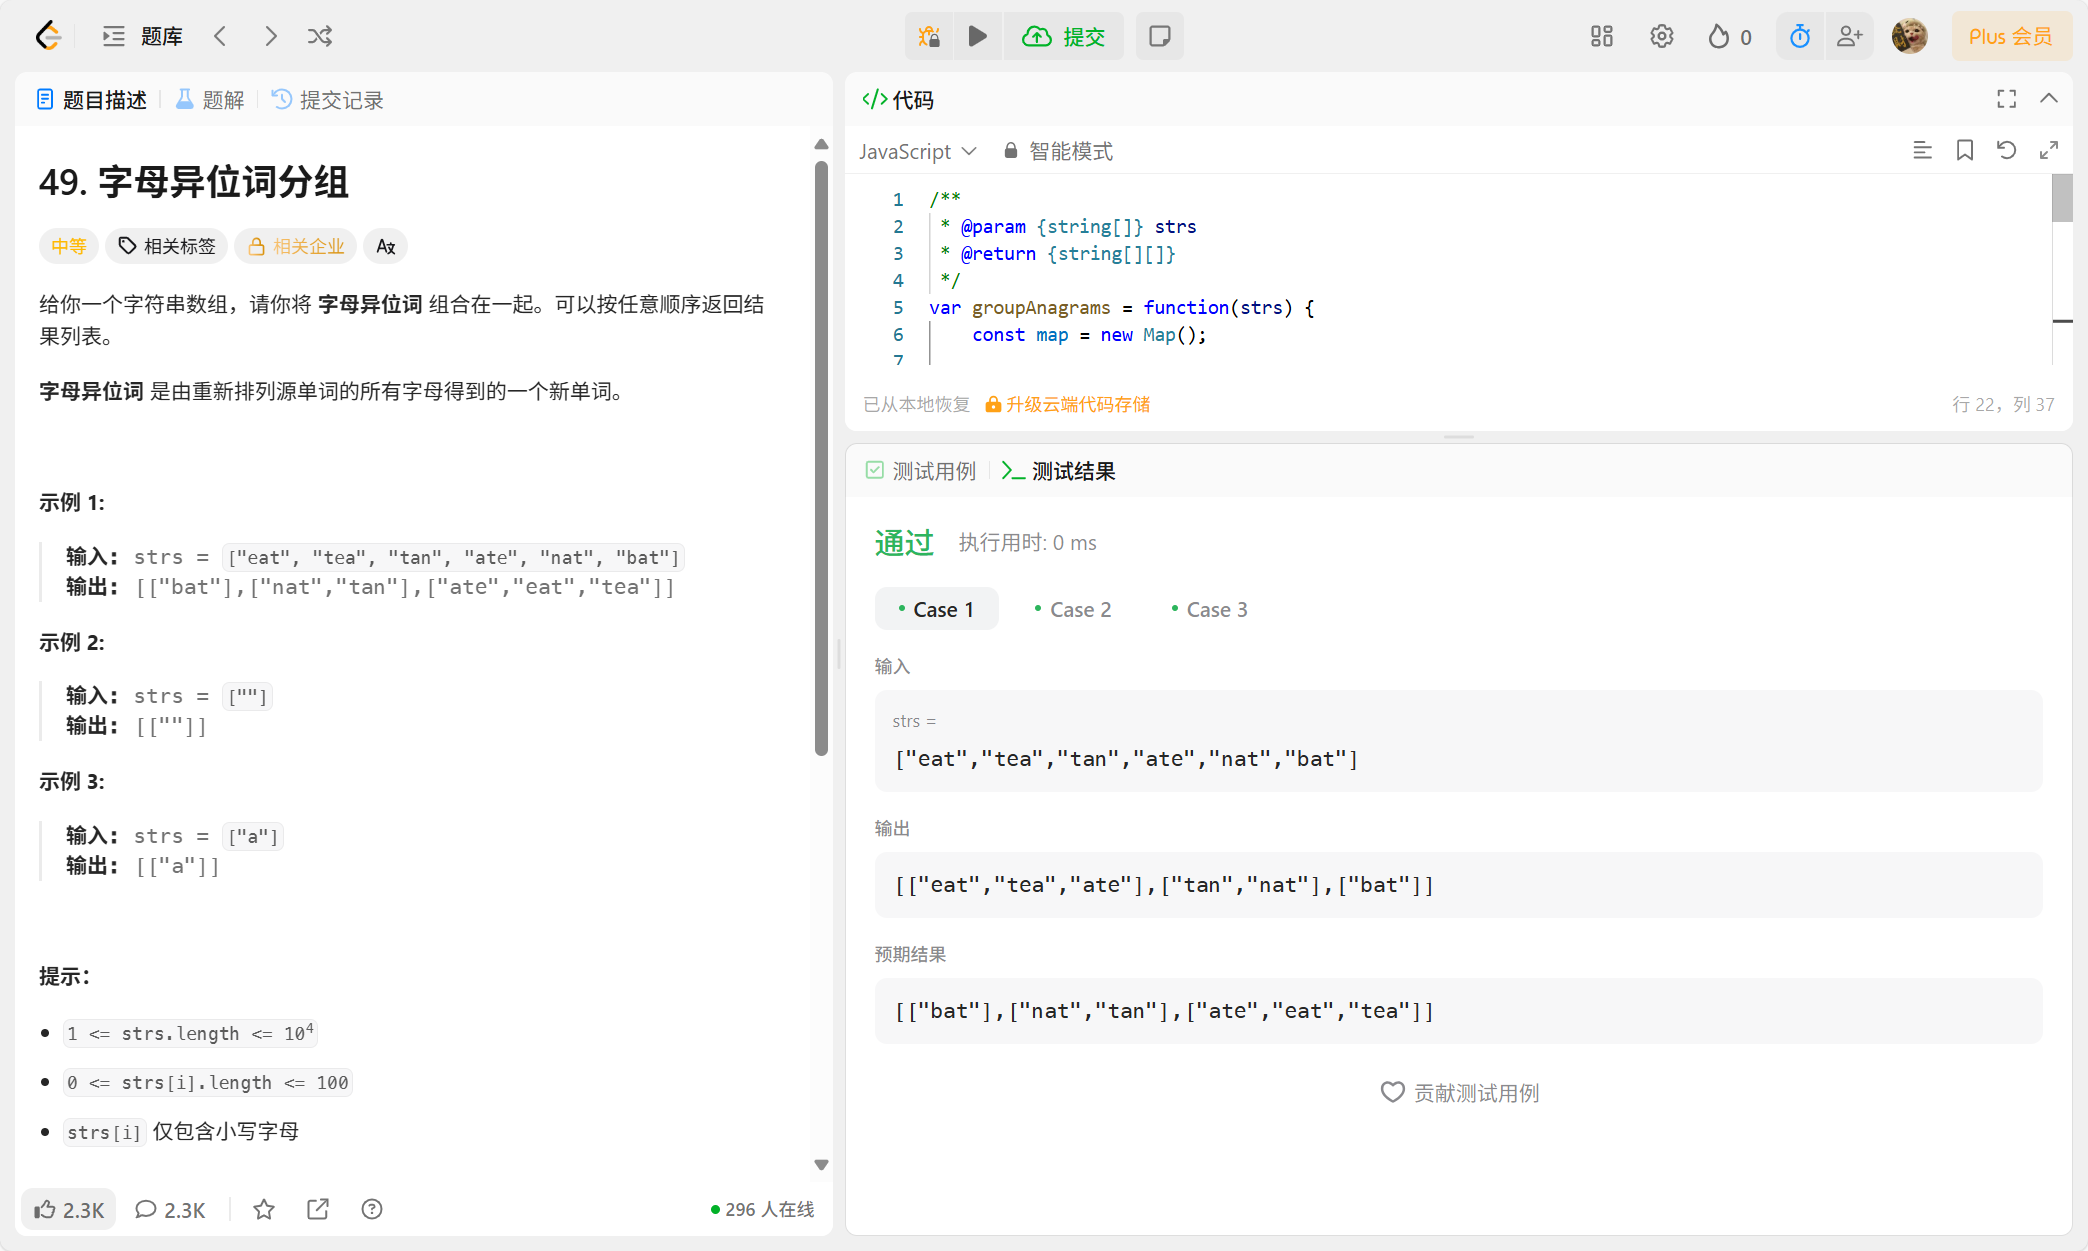 题库
提交
0
Plus 会员
题目描述
题解
提交记录
49. 字母异位词分组
中等
相关标签
相关企业
给你一个字符串数组，请你将 字母异位词 组合在一起。可以按任意顺序返回结
果列表。
字母异位词 是由重新排列源单词的所有字母得到的一个新单词。
示例 1:
输入： strs = ["eat", "tea", "tan", "ate", "nat", "bat"]
输出： [["bat"],["nat","tan"],["ate","eat","tea"]]
示例 2:
输入： strs = [""]
输出： [[""]]
示例 3:
输入： strs = ["a"]
输出： [["a"]]
提示：
1 <= strs.length <= 10⁴
0 <= strs[i].length <= 100
strs[i] 仅包含小写字母
2.3K
2.3K
296 人在线
</> 代码
JavaScript
智能模式
1 /**
2  * @param {string[]} strs
3  * @return {string[][]}
4  */
5 var groupAnagrams = function(strs) {
6     const map = new Map();
7
已从本地恢复
升级云端代码存储
行 22，列 37
测试用例
>_ 测试结果
通过
执行用时: 0 ms
Case 1
Case 2
Case 3
输入
strs =
["eat","tea","tan","ate","nat","bat"]
输出
[["eat","tea","ate"],["tan","nat"],["bat"]]
预期结果
[["bat"],["nat","tan"],["ate","eat","tea"]]
贡献测试用例